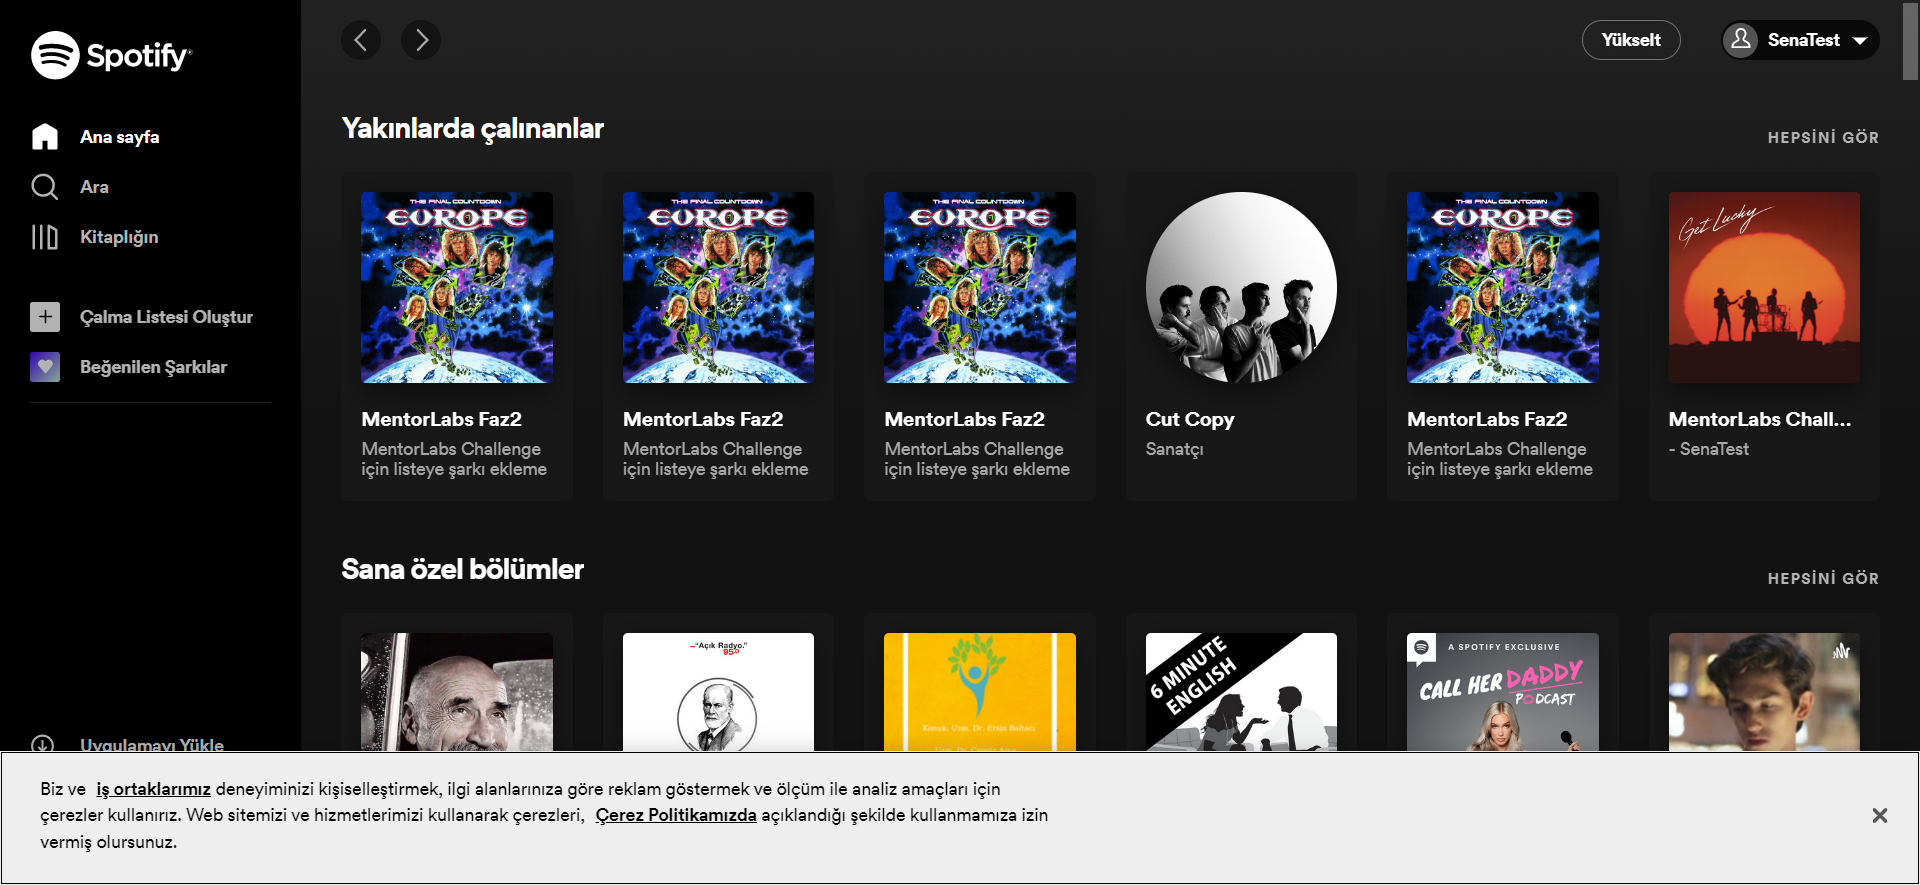 Spotify
Yükselt
SenaTest
Ana sayfa
Ara
Kitaplığın
Çalma Listesi Oluştur
Beğenilen Şarkılar
Uygulamayı Yükle
Yakınlarda çalınanlar
HEPSİNİ GÖR
THE FINAL COUNTDOWN
EUROPE
THE FINAL COUNTDOWN
EUROPE
THE FINAL COUNTDOWN
EUROPE
THE FINAL COUNTDOWN
EUROPE
Get Lucky
MentorLabs Faz2
MentorLabs Challenge
için listeye şarkı ekleme
MentorLabs Faz2
MentorLabs Challenge
için listeye şarkı ekleme
MentorLabs Faz2
MentorLabs Challenge
için listeye şarkı ekleme
Cut Copy
Sanatçı
MentorLabs Faz2
MentorLabs Challenge
için listeye şarkı ekleme
MentorLabs Chall...
- SenaTest
Sana özel bölümler
HEPSİNİ GÖR
"Açık Radyo."
95.0
Konuk: Uzm. Dr. Ersin Baltacı
6 MINUTE
ENGLISH
A SPOTIFY EXCLUSIVE
CALL HER DADDY
PODCAST
Biz ve iş ortaklarımız deneyiminizi kişiselleştirmek, ilgi alanlarınıza göre reklam göstermek ve ölçüm ile analiz amaçları için
çerezler kullanırız. Web sitemizi ve hizmetlerimizi kullanarak çerezleri, Çerez Politikamızda açıklandığı şekilde kullanmamıza izin
vermiş olursunuz.